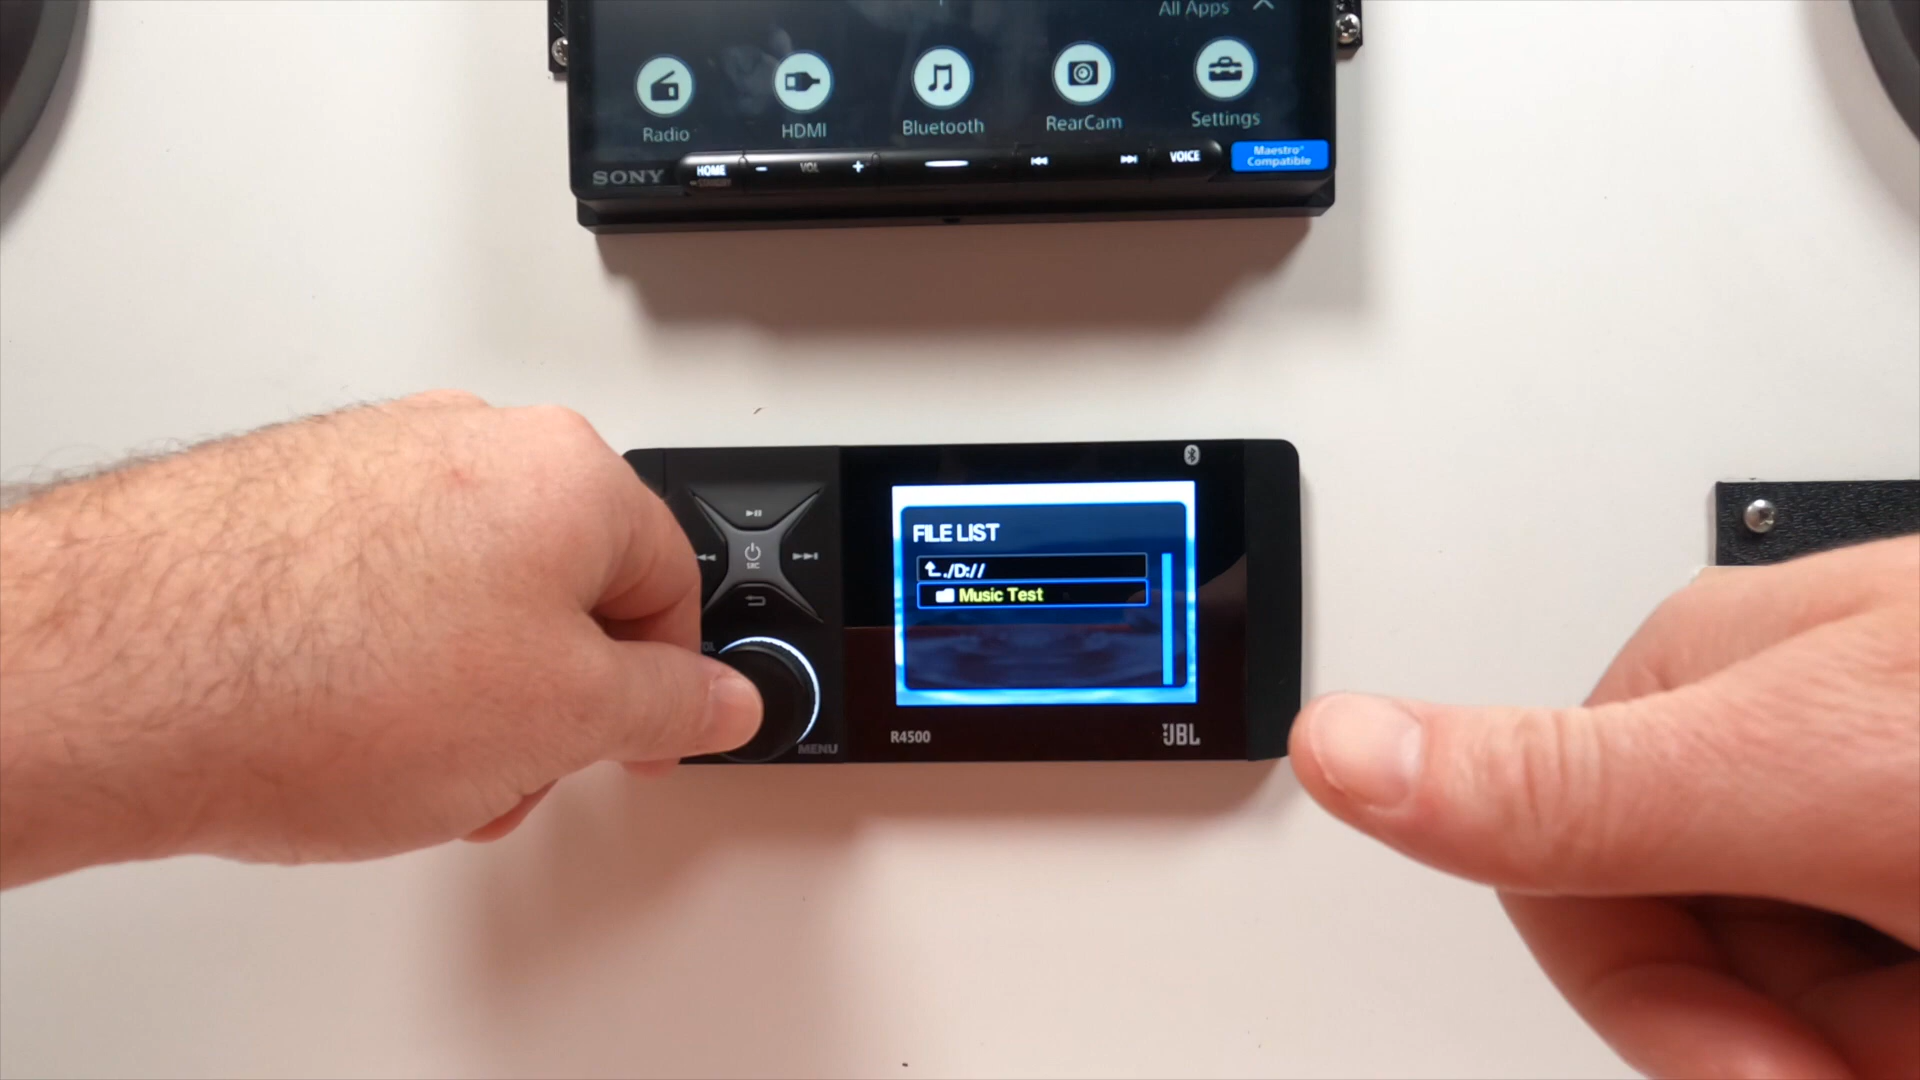 All Apps
Radio
HDMI
Bluetooth
RearCam
Settings
SONY
HOME
VOL
VOICE
Maestro
Compatible
FILE LIST
./D://
Music Test
SRC
MENU
R4500
JBL